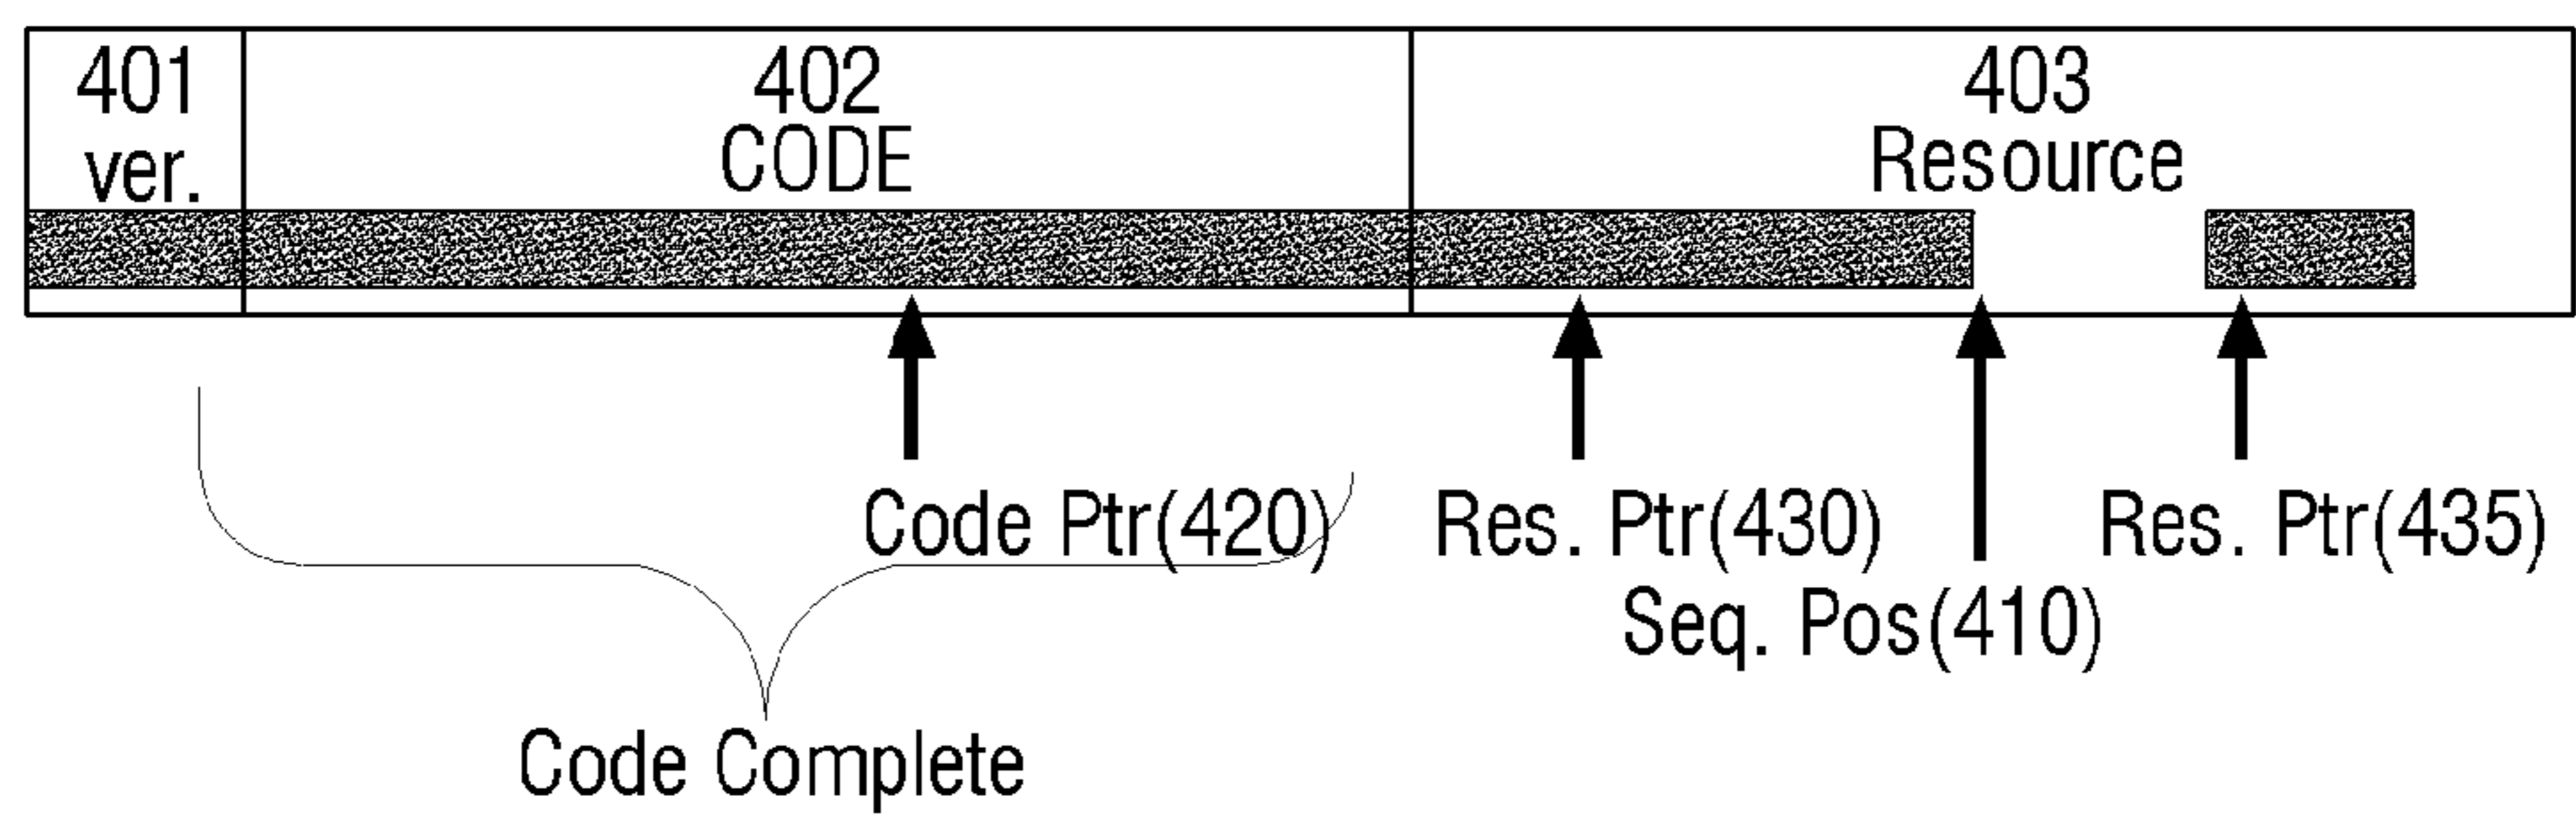 401
ver.
402
CODE
403
Resource
Code Ptr(420)
Res. Ptr(430)
Res. Ptr(435)
Seq. Pos(410)
Code Complete